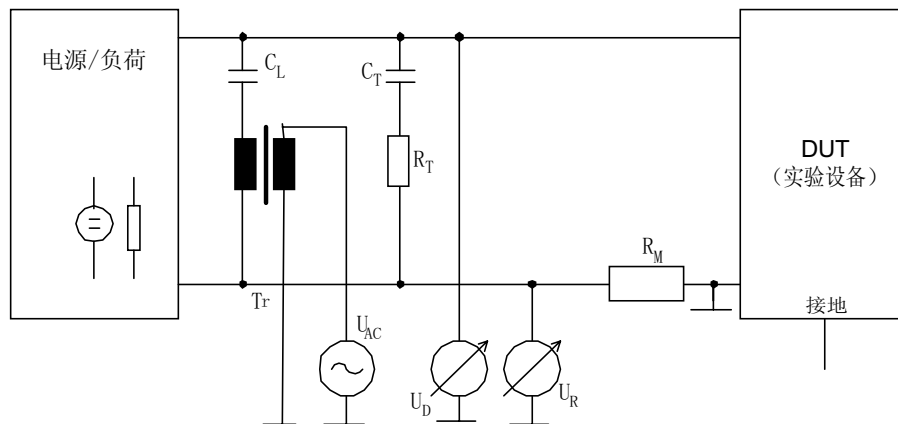 电源/负荷
C_L
C_T
R_T
DUT
（实验设备）
R_M
Tr
接地
U_AC
U_D
U_R